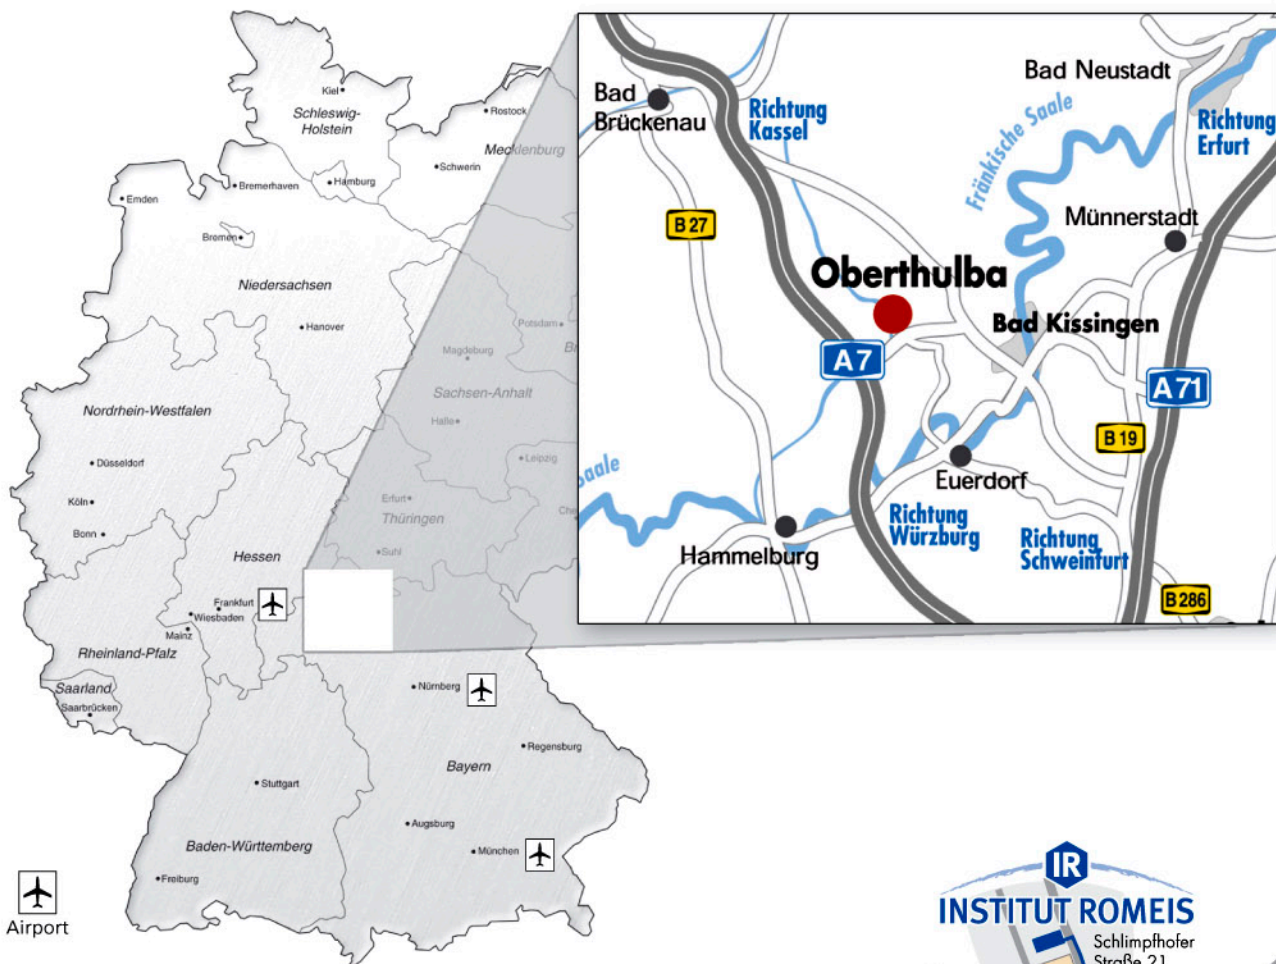 Kiel
Schleswig-
Holstein
Rostock
Mecklenburg
Schwerin
Hamburg
Bremerhaven
Emden
Bremen
Niedersachsen
Hanover
Potsdam
Magdeburg
Sachsen-Anhalt
Halle
Nordrhein-Westfalen
Düsseldorf
Köln
Bonn
Leipzig
Erfurt
Thüringen
Suhl
Hessen
Frankfurt
Wiesbaden
Mainz
Rheinland-Pfalz
Saarland
Saarbrücken
Nürnberg
Regensburg
Bayern
Stuttgart
Augsburg
München
Baden-Württemberg
Freiburg
Airport
Bad
Brückenau
Richtung
Kassel
Fränkische Saale
Bad Neustadt
Richtung
Erfurt
B 27
Münnerstadt
Oberthulba
Bad Kissingen
A 7
A 71
B 19
Euerdorf
Saale
Hammelburg
Richtung
Würzburg
Richtung
Schweinfurt
B 286
IR
INSTITUT ROMEIS
Schlimpfhofer
Straße 21